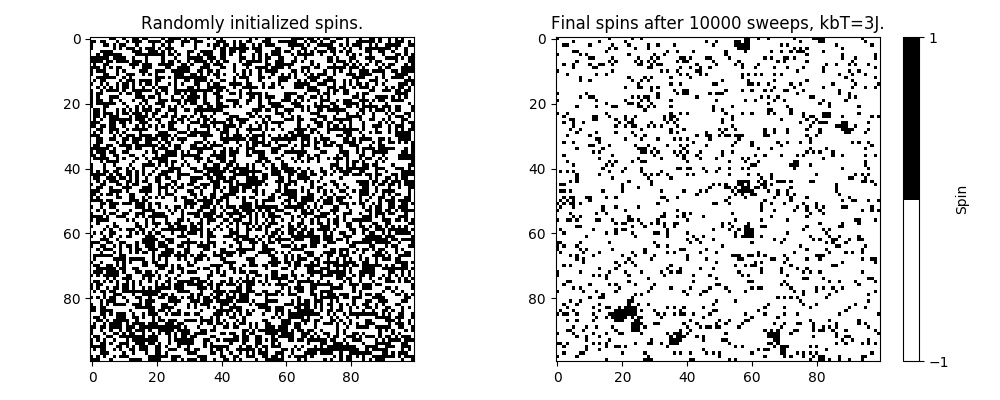 Randomly initialized spins.
0
20
40
60
80
0 20 40 60 80
Final spins after 10000 sweeps, kbT=3J.
0
20
40
60
80
0 20 40 60 80
1
−1
Spin